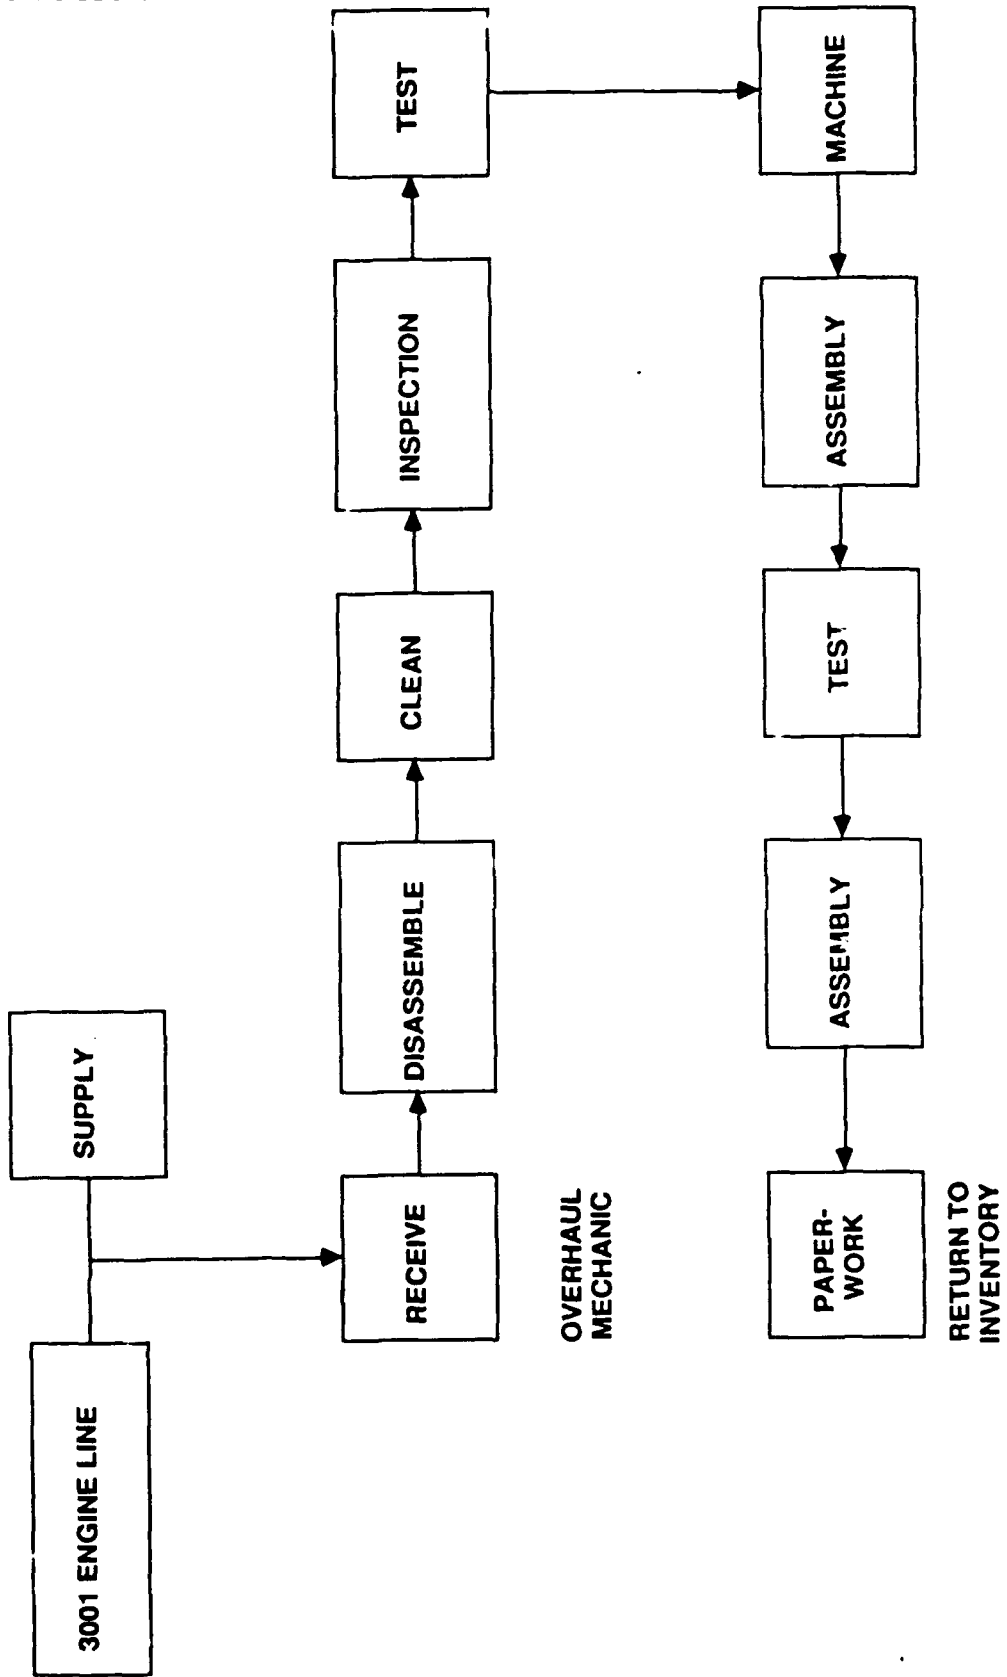 3001 ENGINE LINE
SUPPLY
RECEIVE
DISASSEMBLE
CLEAN
INSPECTION
TEST
OVERHAUL
MECHANIC
MACHINE
ASSEMBLY
TEST
ASSEMBLY
PAPER-
WORK
RETURN TO
INVENTORY